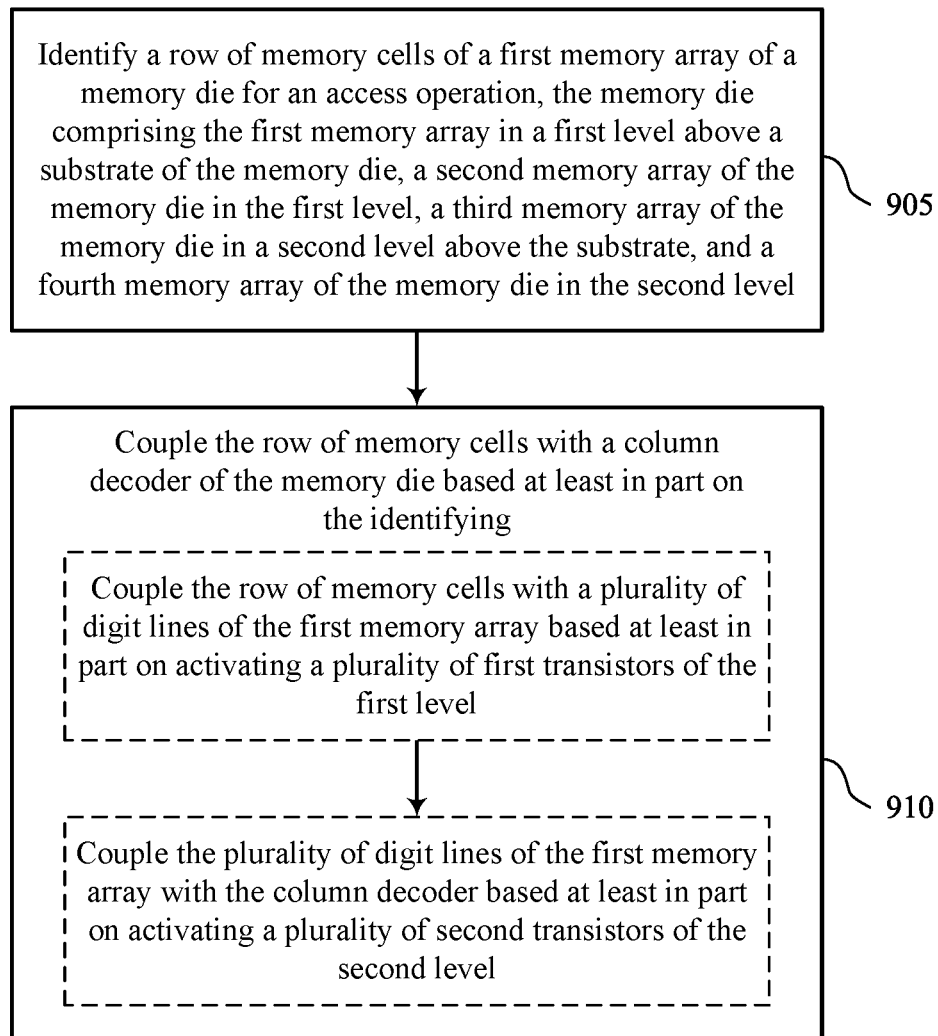 Identify a row of memory cells of a first memory array of a
memory die for an access operation, the memory die
comprising the first memory array in a first level above a
substrate of the memory die, a second memory array of the
memory die in the first level, a third memory array of the
memory die in a second level above the substrate, and a
fourth memory array of the memory die in the second level
905
Couple the row of memory cells with a column
decoder of the memory die based at least in part on
the identifying
Couple the row of memory cells with a plurality of
digit lines of the first memory array based at least in
part on activating a plurality of first transistors of the
first level
910
Couple the plurality of digit lines of the first memory
array with the column decoder based at least in part
on activating a plurality of second transistors of the
second level